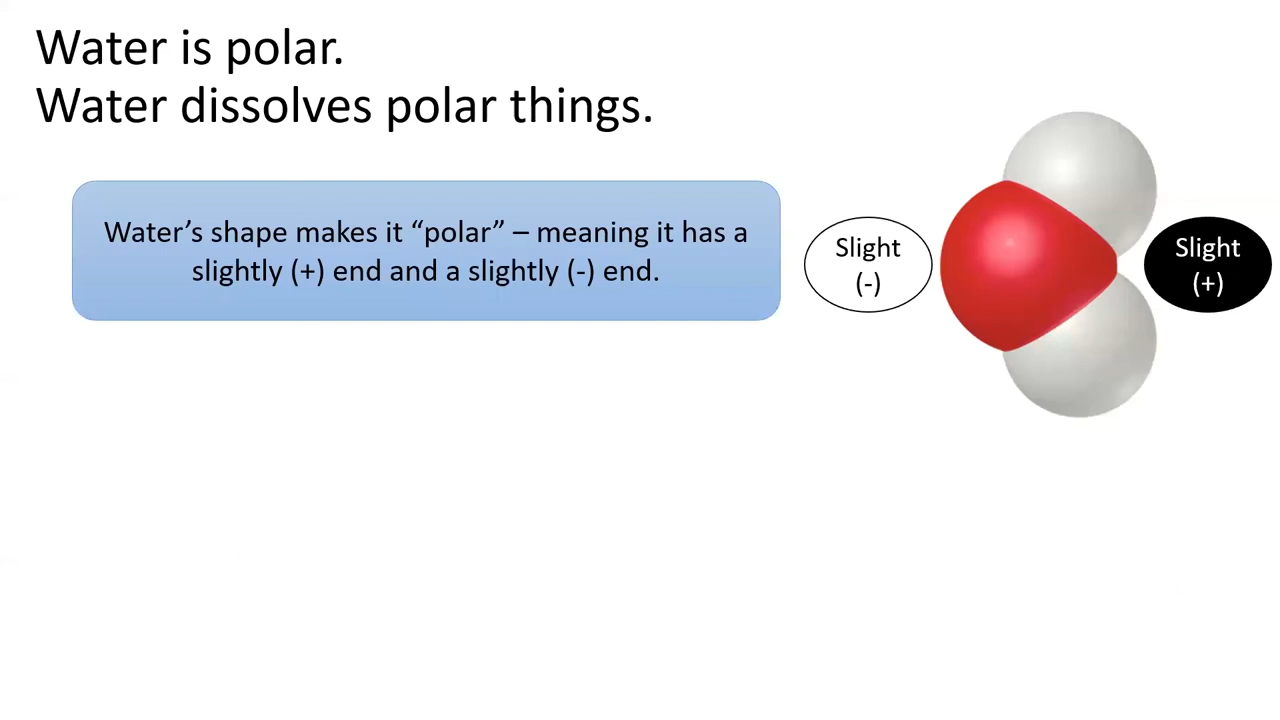 Water is polar.
Water dissolves polar things.
Water’s shape makes it “polar” – meaning it has a
slightly (+) end and a slightly (-) end.
Slight
(-)
Slight
(+)